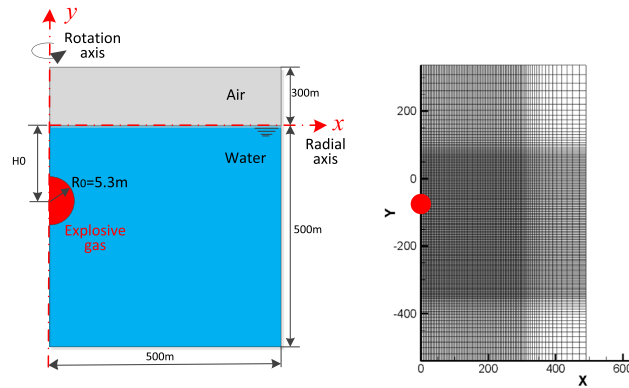 y
Rotation
axis
Air
300m
x
Radial
axis
H0
Water
R0=5.3m
Explosive
gas
500m
500m
200
0
-200
-400
Y
0
200
400
600
X